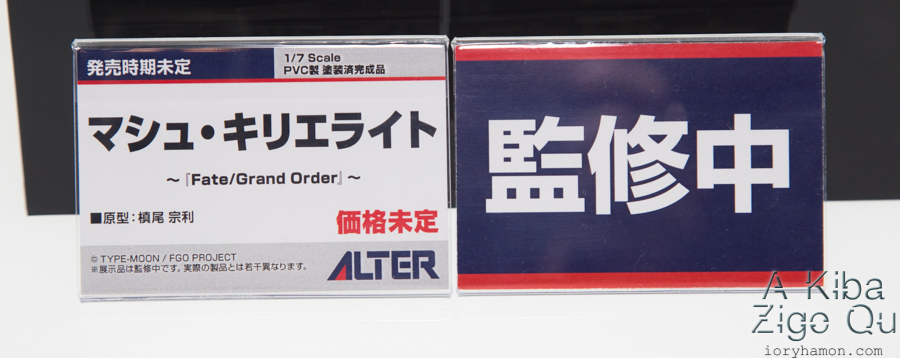 発売時期未定
1/7 Scale
PVC製 塗装済完成品
マシュ・キリエライト
～『Fate/Grand Order』～
■原型：槙尾 宗利
価格未定
© TYPE-MOON / FGO PROJECT
※展示品は監修中です。実際の製品とは若干異なります。
ALTER
監修中
A Kiba
Zigo Qu
ioryhamon.com